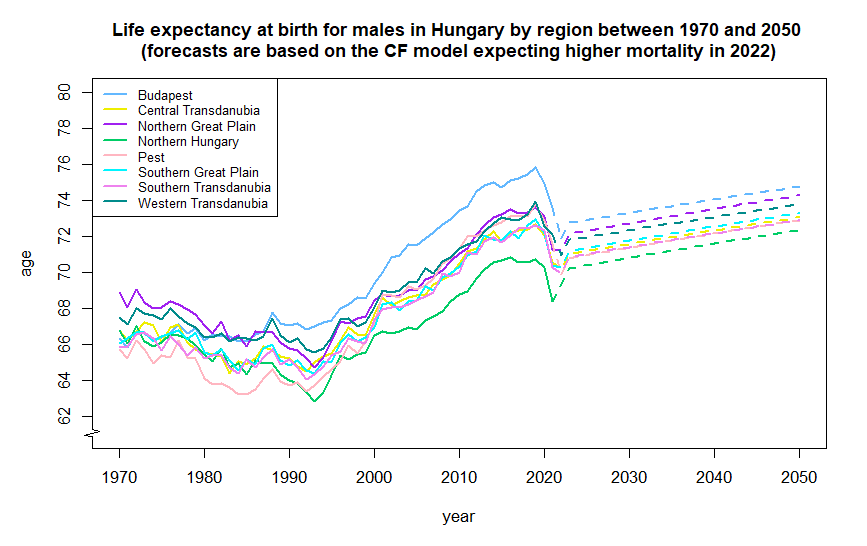 Life expectancy at birth for males in Hungary by region between 1970 and 2050
(forecasts are based on the CF model expecting higher mortality in 2022)
Budapest
Central Transdanubia
Northern Great Plain
Northern Hungary
Pest
Southern Great Plain
Southern Transdanubia
Western Transdanubia
80
78
76
74
72
70
68
66
64
62
age
1970
1980
1990
2000
2010
2020
2030
2040
2050
year